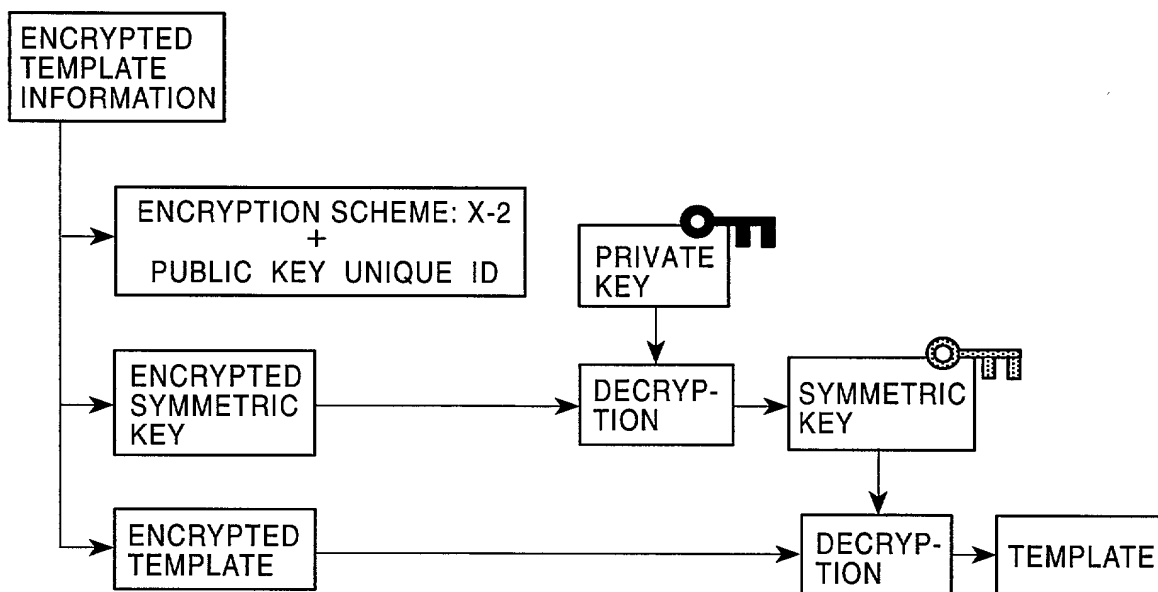 ENCRYPTED
TEMPLATE
INFORMATION
ENCRYPTION SCHEME: X-2
+
PUBLIC KEY UNIQUE ID
PRIVATE
KEY
ENCRYPTED
SYMMETRIC
KEY
DECRYP-
TION
SYMMETRIC
KEY
ENCRYPTED
TEMPLATE
DECRYP-
TION
TEMPLATE